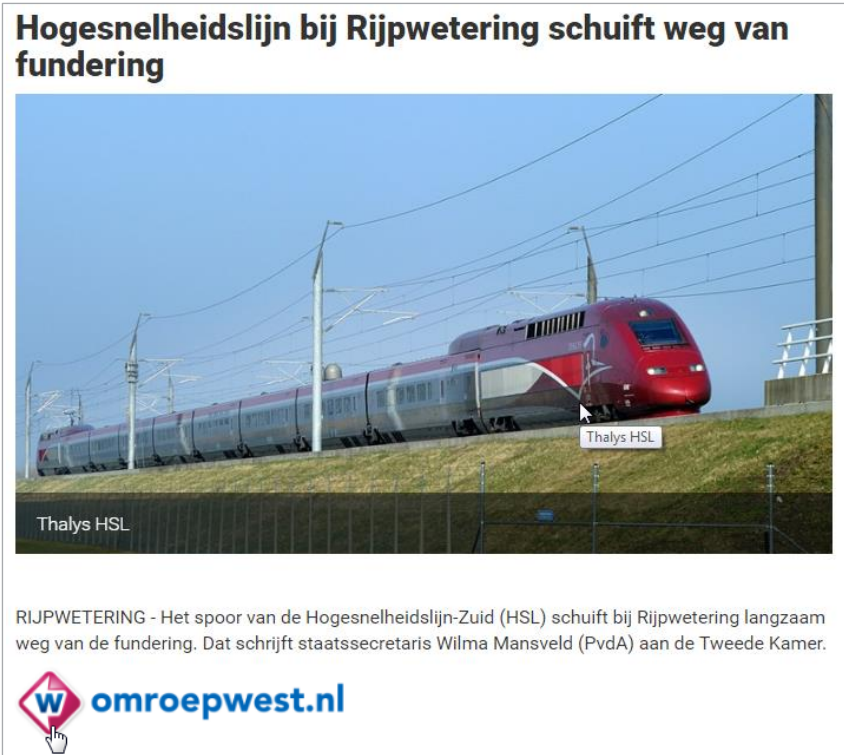 Hogesnelheidslijn bij Rijpwetering schuift weg van
fundering
Thalys HSL
Thalys HSL
RIJPWETERING - Het spoor van de Hogesnelheidslijn-Zuid (HSL) schuift bij Rijpwetering langzaam
weg van de fundering. Dat schrijft staatssecretaris Wilma Mansveld (PvdA) aan de Tweede Kamer.
W omroepwest.nl